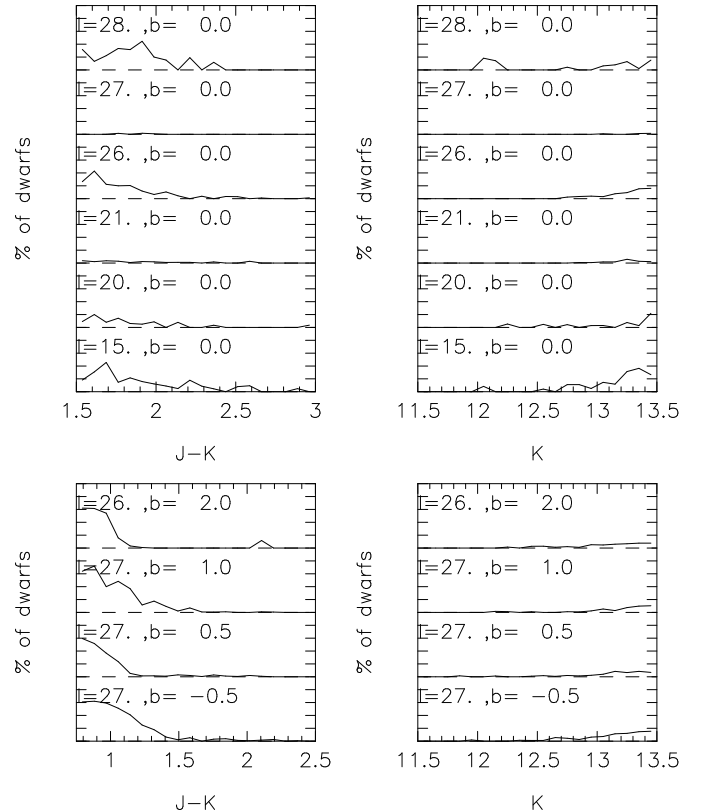 l=28. ,b= 0.0
l=27. ,b= 0.0
l=26. ,b= 0.0
l=21. ,b= 0.0
l=20. ,b= 0.0
l=15. ,b= 0.0
% of dwarfs
% of dwarfs
1.5 2 2.5 3
J-K
l=28. ,b= 0.0
l=27. ,b= 0.0
l=26. ,b= 0.0
l=21. ,b= 0.0
l=20. ,b= 0.0
l=15. ,b= 0.0
% of dwarfs
% of dwarfs
11.5 12 12.5 13 13.5
K
l=26. ,b= 2.0
l=27. ,b= 1.0
l=27. ,b= 0.5
l=27. ,b= -0.5
% of dwarfs
1 1.5 2 2.5
J-K
l=26. ,b= 2.0
l=27. ,b= 1.0
l=27. ,b= 0.5
l=27. ,b= -0.5
% of dwarfs
11.5 12 12.5 13 13.5
K